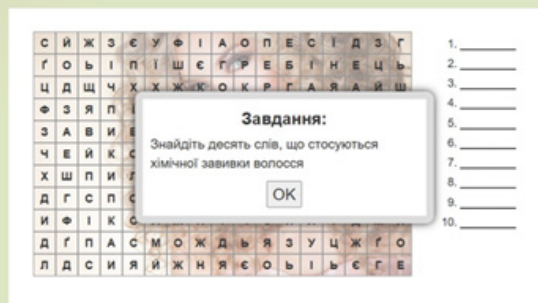 С Й Ж З Є У Ф І А О П Е С І Д З Г
Ґ О Ь І П Ї Ш Є Г Р Е Б І Н Е Ц Ь
Ц Д Щ Ч Х Х Ж К О К Р Г А Я А Й Ш
Ф З Я П
З А В И
Ч Е Й К
Х Ш П И
Д Г С П
И Ф І К
Д Ґ П А С М О Ж Д Ь Я З У Ц Ж Ґ О
Л Д С И Я Й Ж Н Я Є О Ь І Ь Є Г Е
Завдання:
Знайдіть десять слів, що стосуються
хімічної завивки волосся
OK
1.
2.
3.
4.
5.
6.
7.
8.
9.
10.